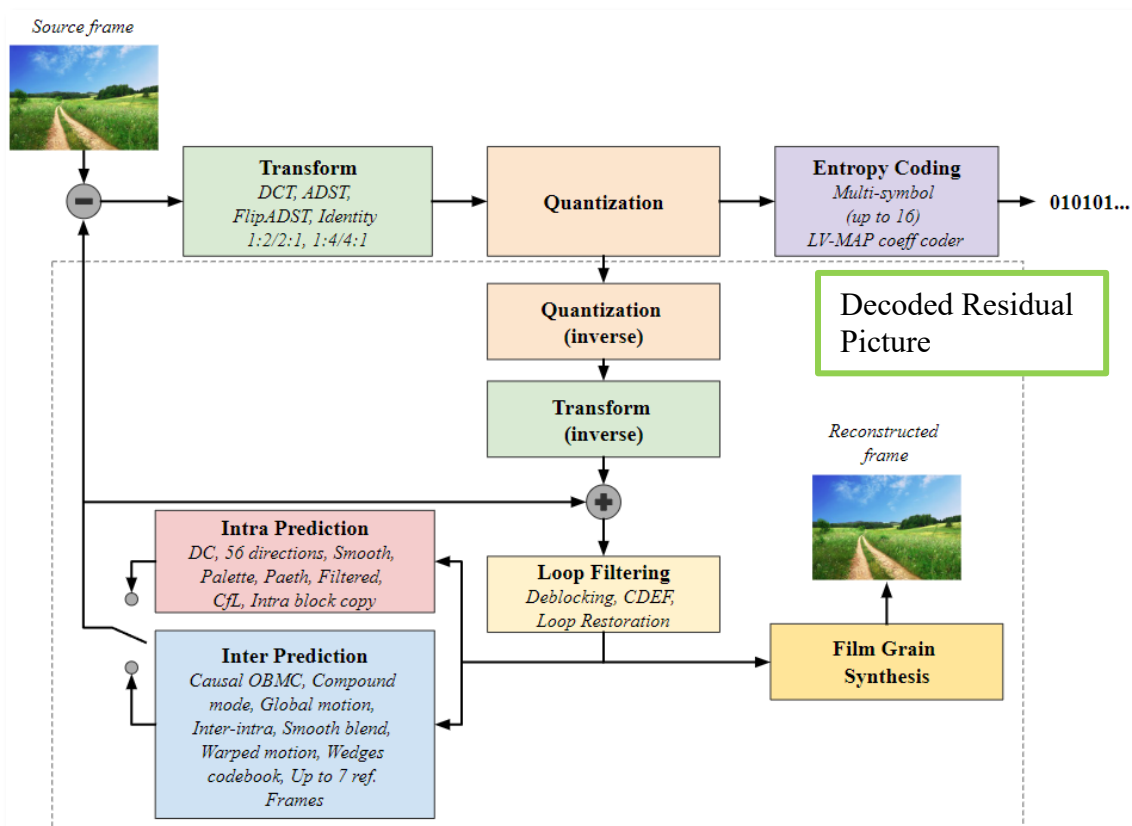 Source frame
Transform
DCT, ADST,
FlipADST, Identity
1:2/2:1, 1:4/4:1
Quantization
Entropy Coding
Multi-symbol
(up to 16)
LV-MAP coeff coder
010101...
Quantization
(inverse)
Decoded Residual
Picture
Transform
(inverse)
Reconstructed
frame
Intra Prediction
DC, 56 directions, Smooth,
Palette, Paeth, Filtered,
CfL, Intra block copy
Loop Filtering
Deblocking, CDEF,
Loop Restoration
Inter Prediction
Causal OBMC, Compound
mode, Global motion,
Inter-intra, Smooth blend,
Warped motion, Wedges
codebook, Up to 7 ref.
Frames
Film Grain
Synthesis